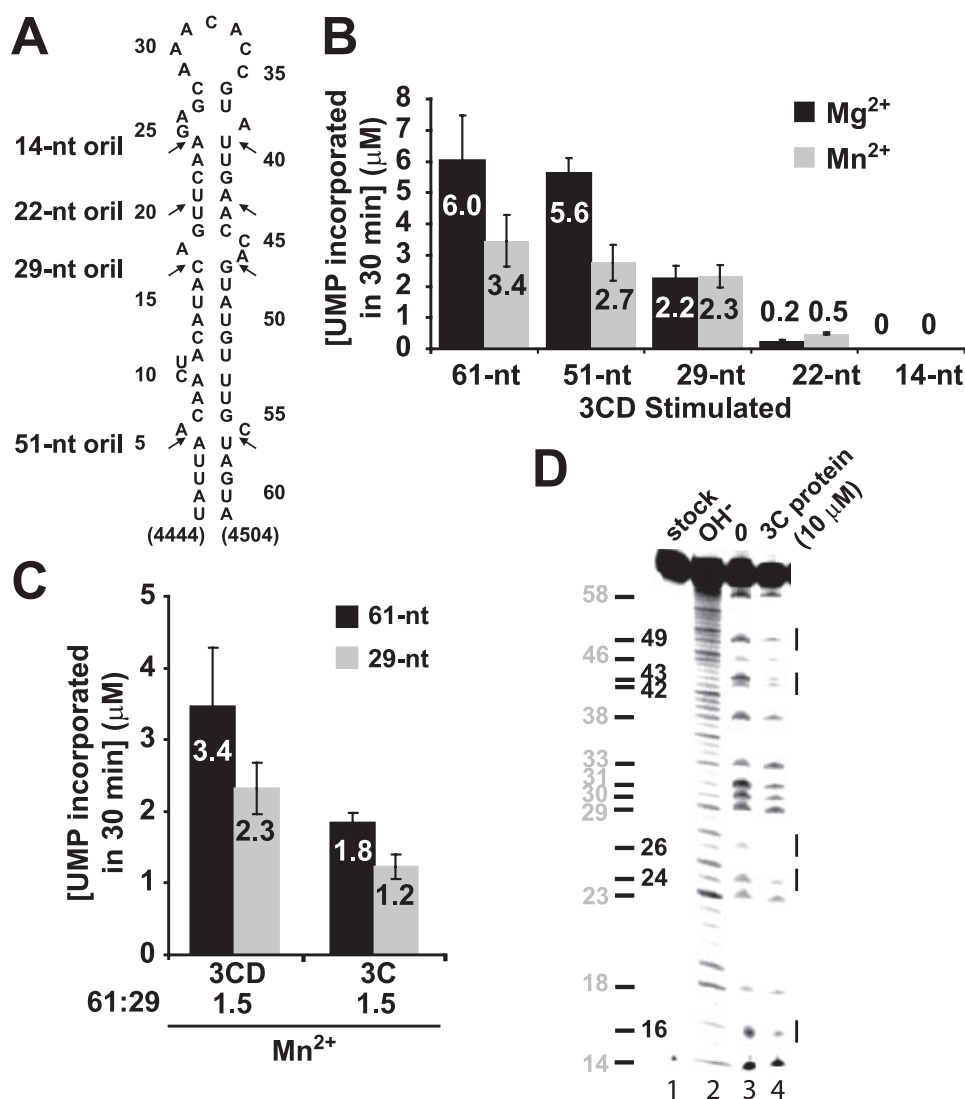 A
A C A
30 A C
A C
A C 35
C G
G U
A A
25 G
14-nt oriI A U 40
A U
C G
U A
22-nt oriI 20 U A
G C
A C A 45
29-nt oriI C G
A U
15 U A
A U
C G 50
A U
U
C A U
10 A U
C G 55
A C
51-nt oriI 5 A U
U A
U G
A U 60
U A
(4444) (4504)
B
[UMP incorporated
in 30 min] (μM)
8
7
6
5
4
3
2
1
0
Mg2+
Mn2+
6.0 3.4 5.6 2.7 2.2 2.3 0.2 0.5 0 0
61-nt 51-nt 29-nt 22-nt 14-nt
3CD Stimulated
C
[UMP incorporated
in 30 min] (μM)
5
4
3
2
1
0
61-nt
29-nt
3.4 2.3 1.8 1.2
3CD 3C
61:29 1.5 1.5
Mn2+
D
stock
OH-
0
3C protein
(10 μM)
58
49
46
43
42
38
33
31
30
29
26
24
23
18
16
14
1 2 3 4